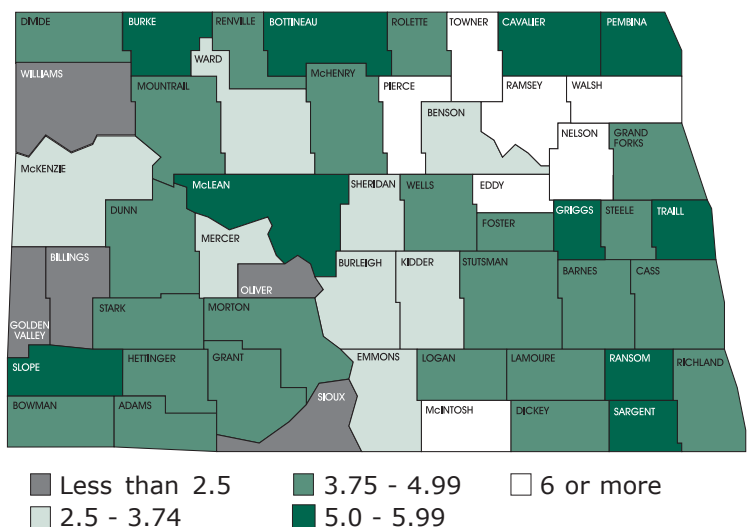 DIVIDE
BURKE
RENVILLE
BOTTINEAU
ROLETTE
TOWNER
CAVALIER
PEMBINA
WARD
WILLIAMS
MOUNTRAIL
McHENRY
PIERCE
RAMSEY
WALSH
BENSON
NELSON
GRAND
FORKS
McKENZIE
McLEAN
SHERIDAN
WELLS
EDDY
DUNN
FOSTER
GRIGGS
STEELE
TRAILL
MERCER
BILLINGS
BURLEIGH
KIDDER
STUTSMAN
BARNES
CASS
OLIVER
STARK
MORTON
GOLDEN
VALLEY
SLOPE
HETTINGER
GRANT
EMMONS
LOGAN
LAMOURE
RANSOM
RICHLAND
SIOUX
BOWMAN
ADAMS
McINTOSH
DICKEY
SARGENT
Less than 2.5
3.75 - 4.99
6 or more
2.5 - 3.74
5.0 - 5.99